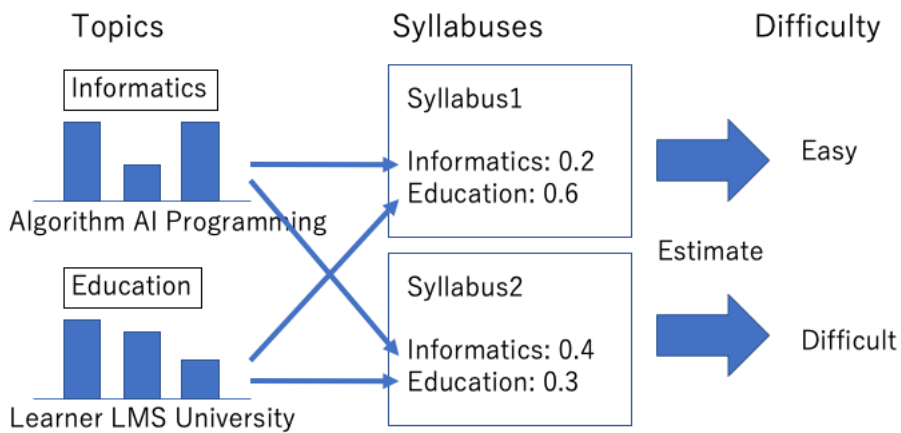 Topics
Syllabuses
Difficulty
Informatics
Algorithm AI Programming
Education
Learner LMS University
Syllabus1
Informatics: 0.2
Education: 0.6
Syllabus2
Informatics: 0.4
Education: 0.3
Easy
Estimate
Difficult